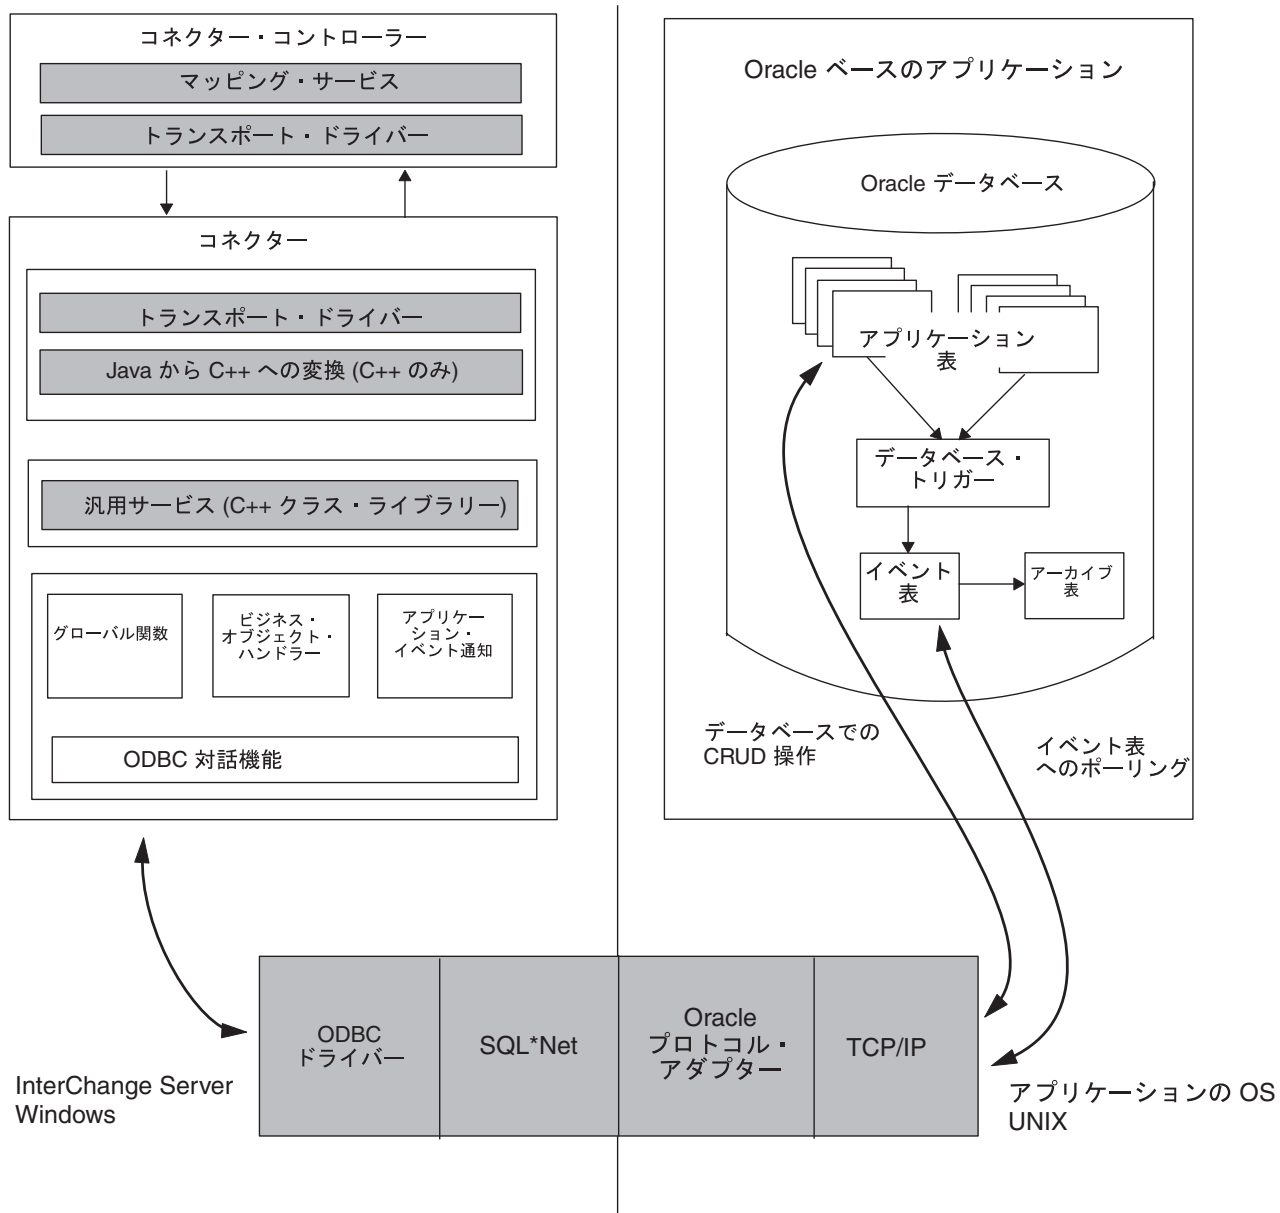 コネクター・コントローラー
マッピング・サービス
トランスポート・ドライバー
コネクター
トランスポート・ドライバー
Java から C++ への変換 (C++ のみ)
汎用サービス (C++ クラス・ライブラリー)
グローバル関数
ビジネス・
オブジェクト・
ハンドラー
アプリケー
ション・
イベント通知
ODBC 対話機能
Oracle ベースのアプリケーション
Oracle データベース
アプリケーション
表
データベース・
トリガー
イベント
表
アーカイブ
表
データベースでの
CRUD 操作
イベント表
へのポーリング
ODBC
ドライバー
SQL*Net
Oracle
プロトコル・
アダプター
TCP/IP
InterChange Server
Windows
アプリケーションの OS
UNIX